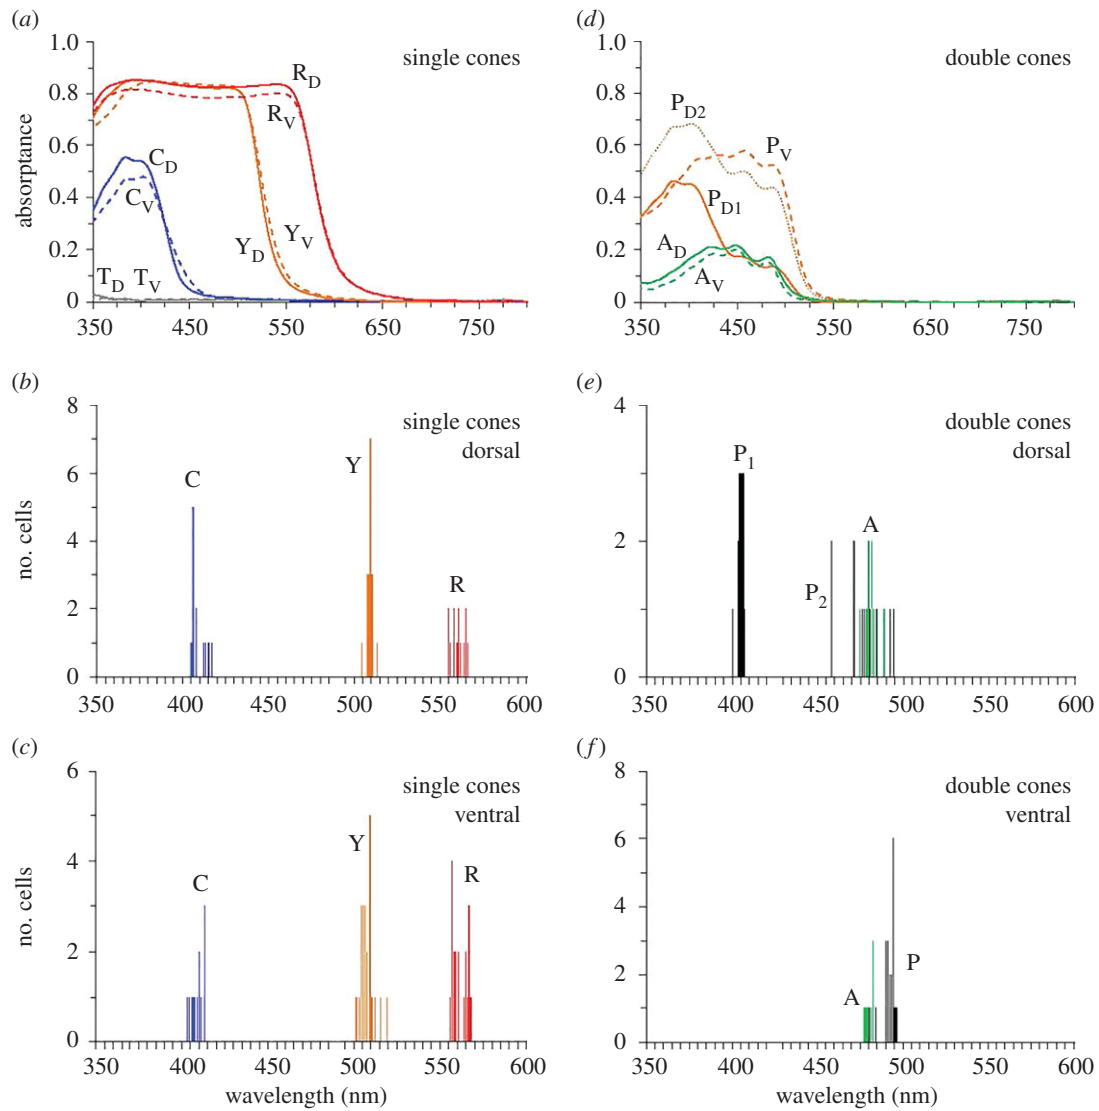 (a)
single cones
1.0
0.8
0.6
0.4
0.2
0
absorptance
R_D
R_V
C_D
C_V
Y_D
Y_V
T_D
T_V
350 450 550 650 750
(d)
double cones
1.0
0.8
0.6
0.4
0.2
0
P_D2
P_V
P_D1
A_D
A_V
350 450 550 650 750
(b)
single cones
dorsal
8
6
4
2
0
no. cells
C
Y
R
350 400 450 500 550 600
(e)
double cones
dorsal
4
2
0
P_1
P_2
A
350 400 450 500 550 600
(c)
single cones
ventral
6
4
2
0
no. cells
C
Y
R
350 400 450 500 550 600
wavelength (nm)
(f)
double cones
ventral
8
6
4
2
0
A
P
350 400 450 500 550 600
wavelength (nm)